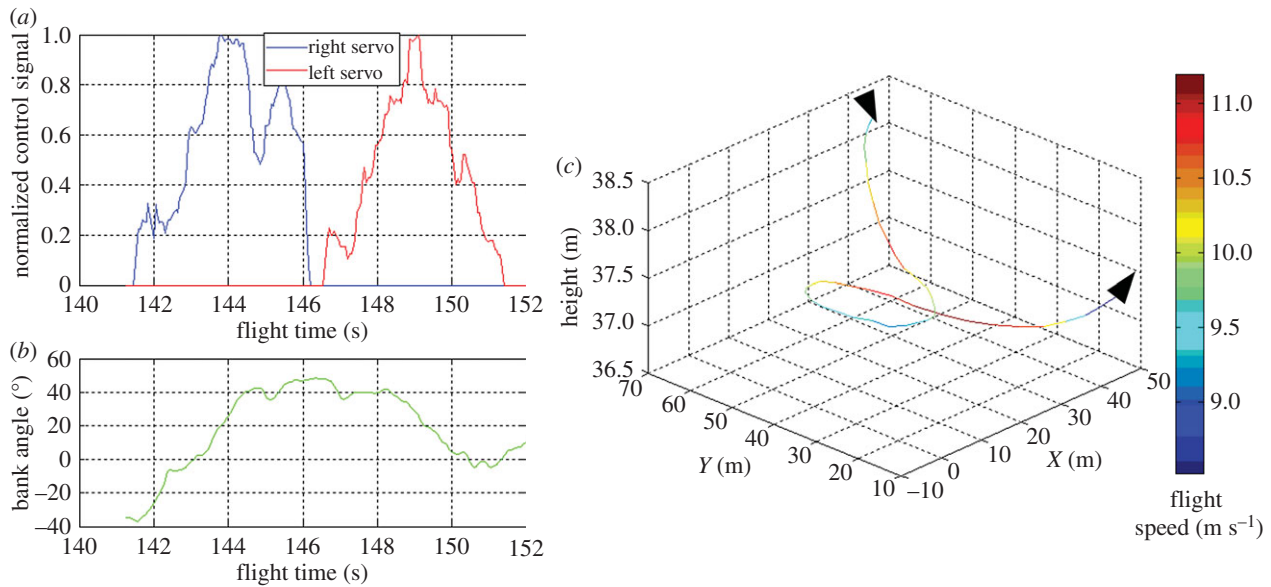 (a)
1.0
0.8
0.6
0.4
0.2
0
normalized control signal
right servo
left servo
140 142 144 146 148 150 152
flight time (s)
(b)
60
40
20
0
–20
–40
bank angle (°)
140 142 144 146 148 150 152
flight time (s)
(c)
38.5
38.0
37.5
37.0
36.5
height (m)
70 60 50 40 30 20 10
Y (m)
–10 0 10 20 30 40 50
X (m)
11.0
10.5
10.0
9.5
9.0
flight
speed (m s–1)